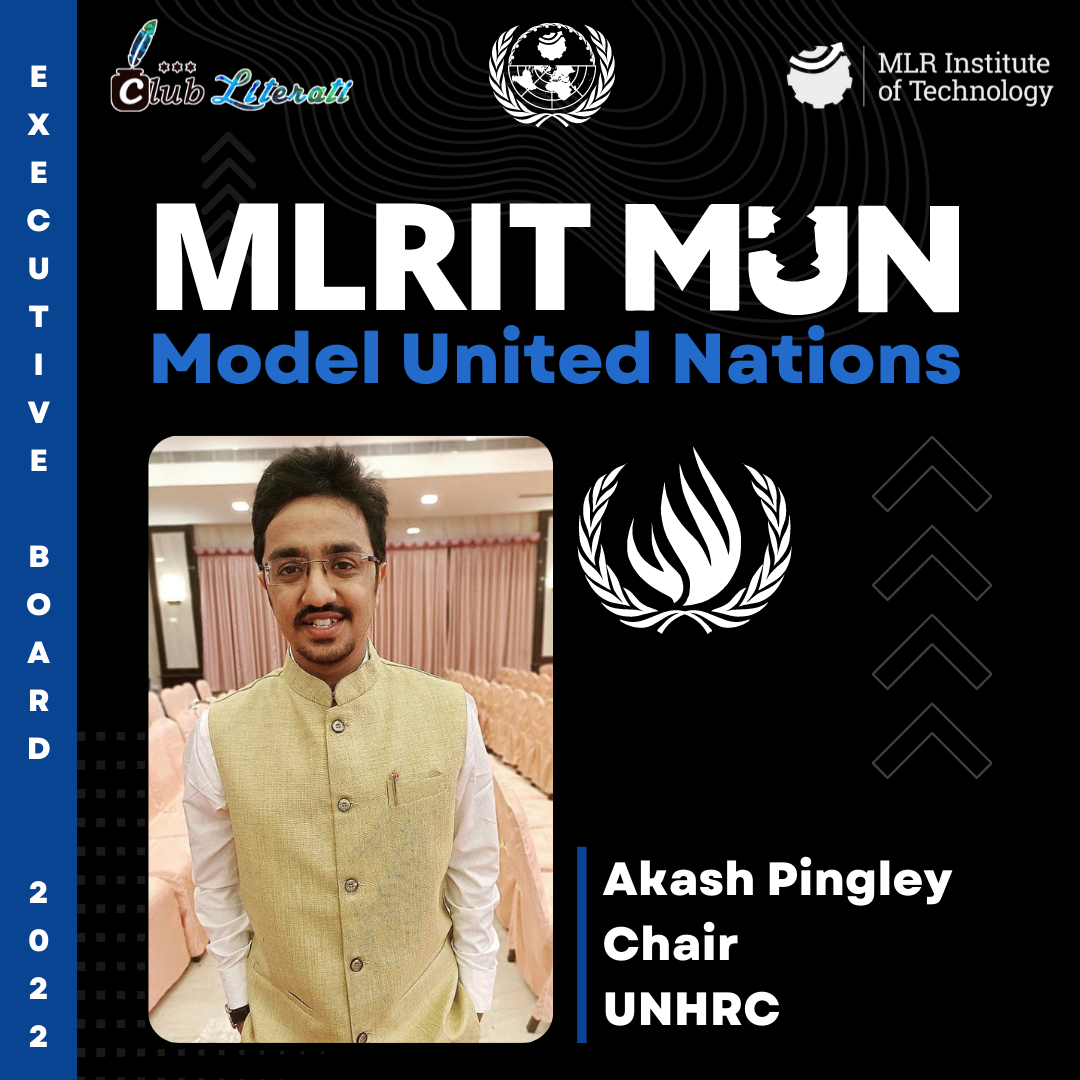 Club Literati
MLR Institute
of Technology
MLRIT MUN
Model United Nations
EXECUTIVE BOARD 2022
Akash Pingley
Chair
UNHRC